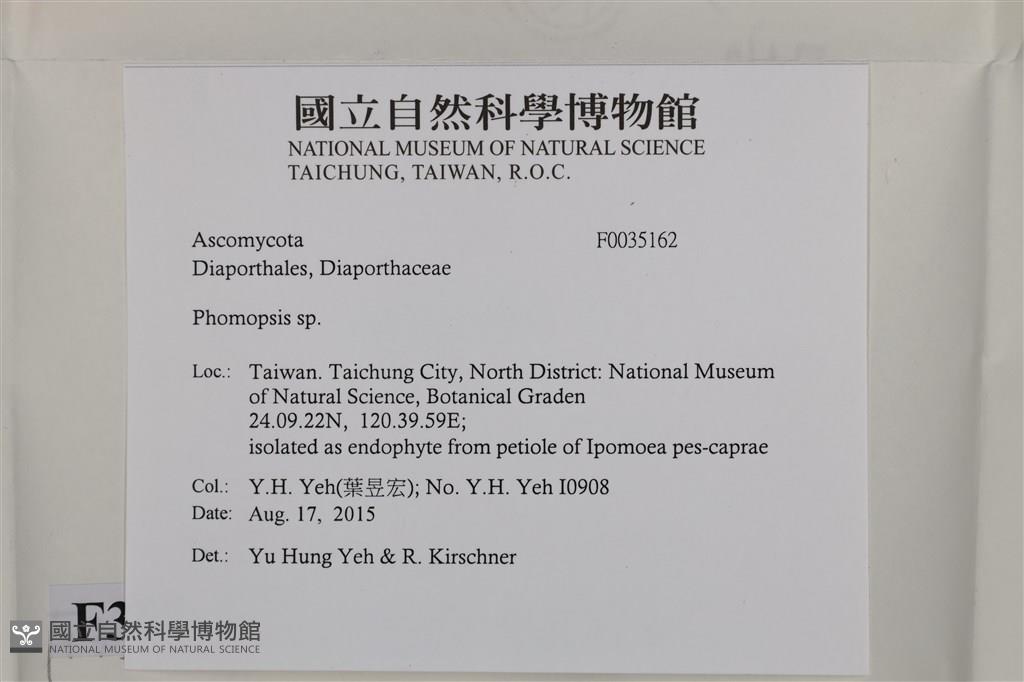 國立自然科學博物館
NATIONAL MUSEUM OF NATURAL SCIENCE
TAICHUNG, TAIWAN, R.O.C.
Ascomycota F0035162
Diaporthales, Diaporthaceae
Phomopsis sp.
Loc.: Taiwan. Taichung City, North District: National Museum
of Natural Science, Botanical Graden
24.09.22N, 120.39.59E;
isolated as endophyte from petiole of Ipomoea pes-caprae
Col.: Y.H. Yeh(葉昱宏); No. Y.H. Yeh I0908
Date: Aug. 17, 2015
Det.: Yu Hung Yeh & R. Kirschner
國立自然科學博物館
NATIONAL MUSEUM OF NATURAL SCIENCE